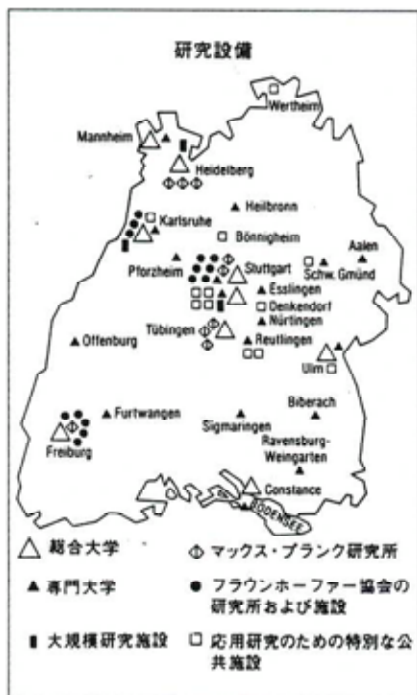 研究設備
Wertheim
Mannheim
Heidelberg
Heilbronn
Karlsruhe
Bönnigheim
Aalen
Pforzheim
Stuttgart
Schw. Gmünd
Esslingen
Denkendorf
Nürtingen
Tübingen
Reutlingen
Offenburg
Ulm
Biberach
Furtwangen
Sigmaringen
Freiburg
Ravensburg-
Weingarten
Constance
BODENSEE
総合大学
マックス・プランク研究所
専門大学
フラウンホーファー協会の
研究所および施設
大規模研究施設
応用研究のための特別な公
共施設